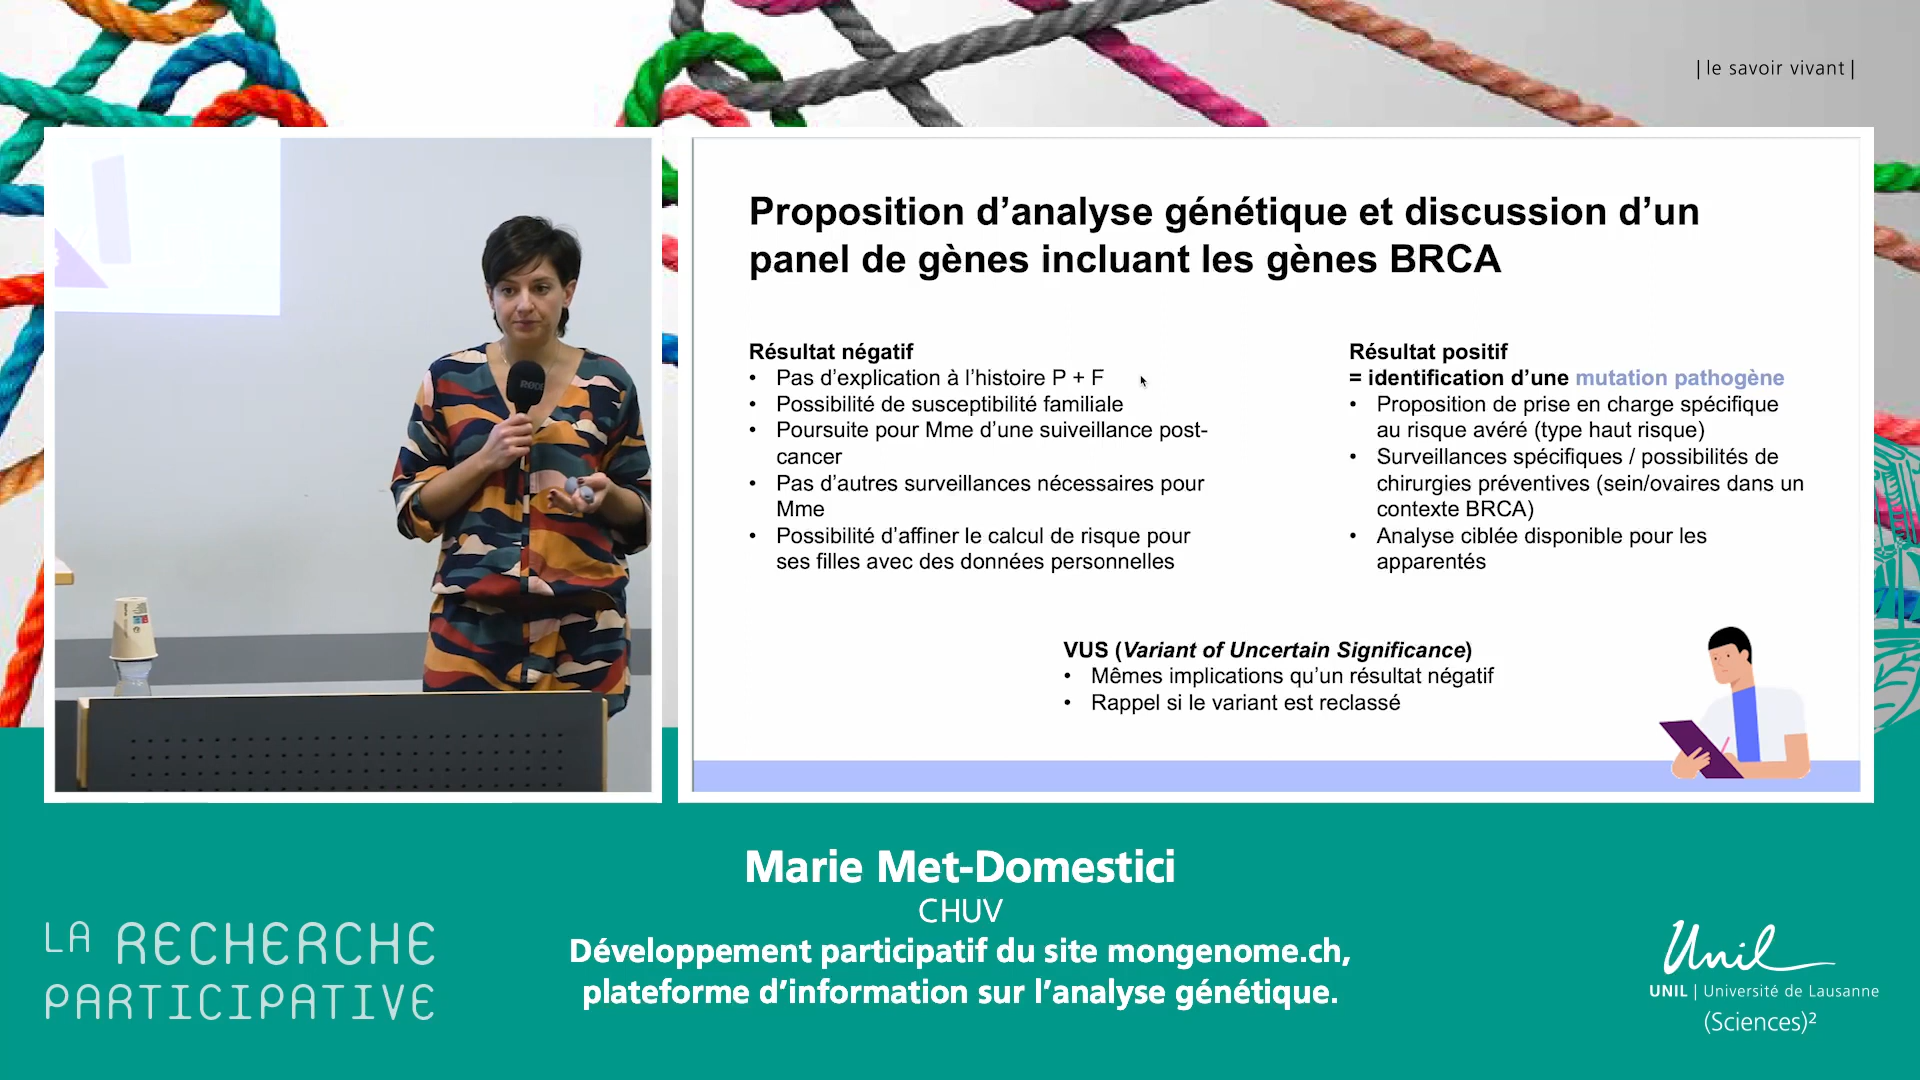 | le savoir vivant |
Proposition d’analyse génétique et discussion d’un
panel de gènes incluant les gènes BRCA
Résultat négatif
• Pas d’explication à l’histoire P + F
• Possibilité de susceptibilité familiale
• Poursuite pour Mme d’une suiveillance post-
cancer
• Pas d’autres surveillances nécessaires pour
Mme
• Possibilité d’affiner le calcul de risque pour
ses filles avec des données personnelles
Résultat positif
= identification d’une mutation pathogène
• Proposition de prise en charge spécifique
au risque avéré (type haut risque)
• Surveillances spécifiques / possibilités de
chirurgies préventives (sein/ovaires dans un
contexte BRCA)
• Analyse ciblée disponible pour les
apparentés
VUS (Variant of Uncertain Significance)
• Mêmes implications qu’un résultat négatif
• Rappel si le variant est reclassé
RØDE
Marie Met-Domestici
CHUV
Développement participatif du site mongenome.ch,
plateforme d’information sur l’analyse génétique.
LA RECHERCHE
PARTICIPATIVE
Unil
UNIL | Université de Lausanne
(Sciences)²